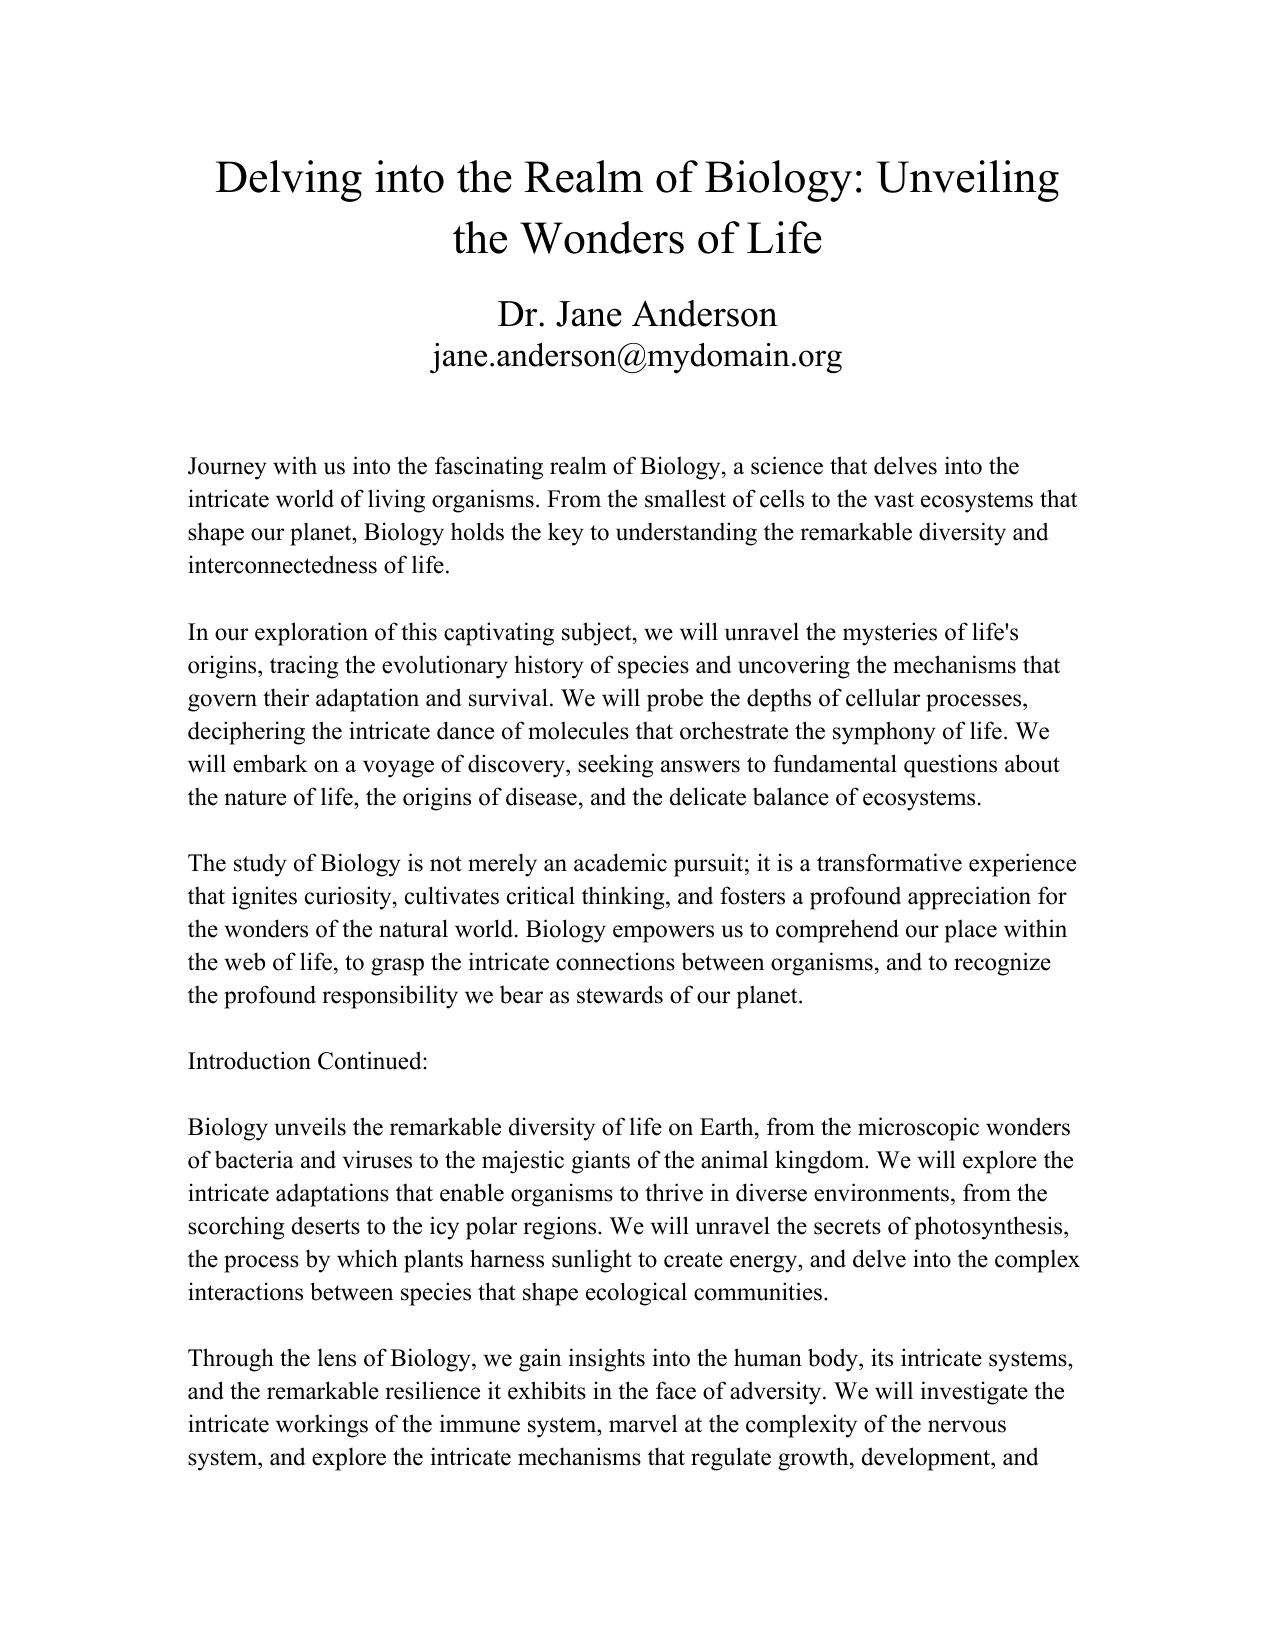 Delving into the Realm of Biology: Unveiling
the Wonders of Life
Dr. Jane Anderson
jane.anderson@mydomain.org
Journey with us into the fascinating realm of Biology, a science that delves into the
intricate world of living organisms. From the smallest of cells to the vast ecosystems that
shape our planet, Biology holds the key to understanding the remarkable diversity and
interconnectedness of life.
In our exploration of this captivating subject, we will unravel the mysteries of life's
origins, tracing the evolutionary history of species and uncovering the mechanisms that
govern their adaptation and survival. We will probe the depths of cellular processes,
deciphering the intricate dance of molecules that orchestrate the symphony of life. We
will embark on a voyage of discovery, seeking answers to fundamental questions about
the nature of life, the origins of disease, and the delicate balance of ecosystems.
The study of Biology is not merely an academic pursuit; it is a transformative experience
that ignites curiosity, cultivates critical thinking, and fosters a profound appreciation for
the wonders of the natural world. Biology empowers us to comprehend our place within
the web of life, to grasp the intricate connections between organisms, and to recognize
the profound responsibility we bear as stewards of our planet.
Introduction Continued:
Biology unveils the remarkable diversity of life on Earth, from the microscopic wonders
of bacteria and viruses to the majestic giants of the animal kingdom. We will explore the
intricate adaptations that enable organisms to thrive in diverse environments, from the
scorching deserts to the icy polar regions. We will unravel the secrets of photosynthesis,
the process by which plants harness sunlight to create energy, and delve into the complex
interactions between species that shape ecological communities.
Through the lens of Biology, we gain insights into the human body, its intricate systems,
and the remarkable resilience it exhibits in the face of adversity. We will investigate the
intricate workings of the immune system, marvel at the complexity of the nervous
system, and explore the intricate mechanisms that regulate growth, development, and